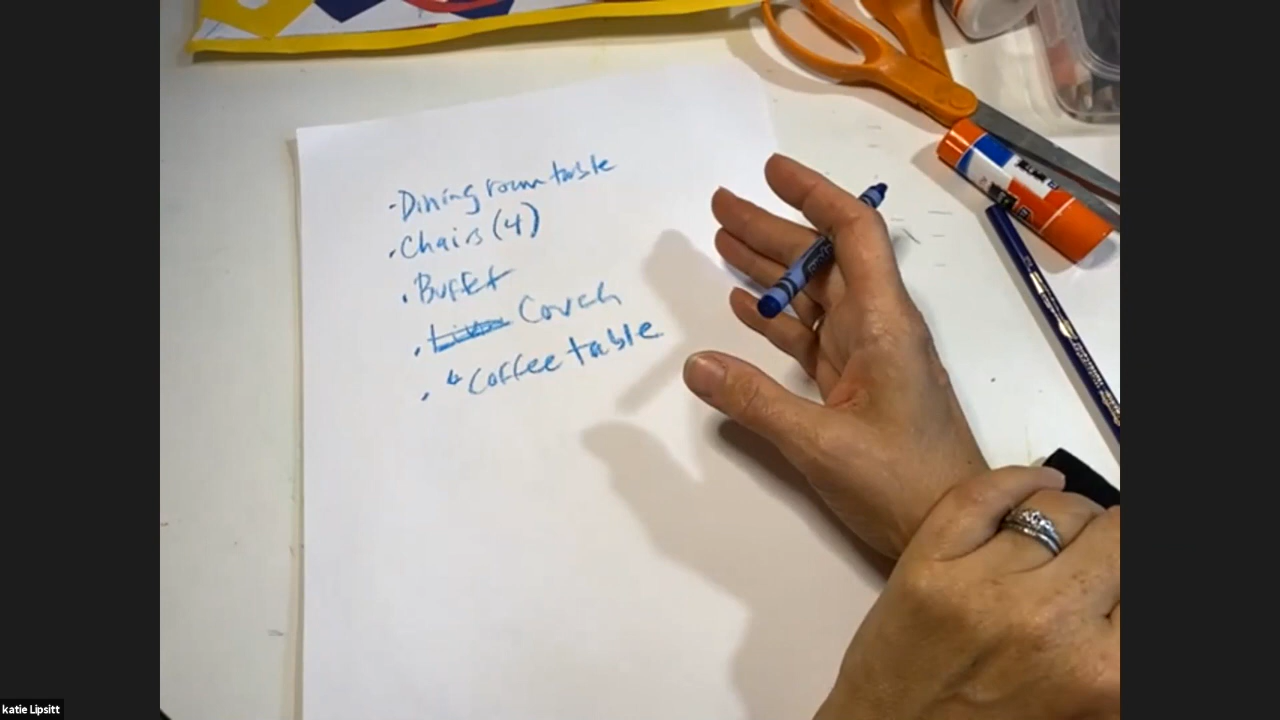 · Dining room table
· Chairs (4)
· Buffet
· Couch
· ↳ Coffee table
katie Lipsitt